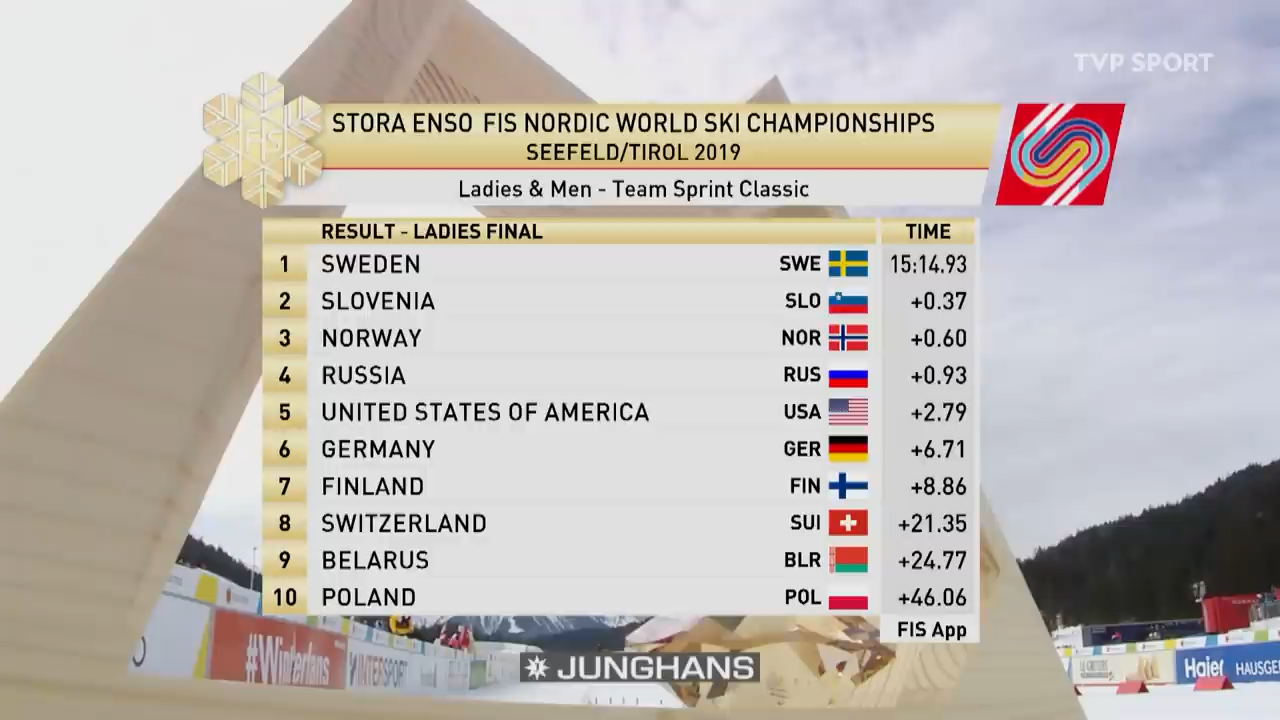 TVP SPORT
FIS
STORA ENSO FIS NORDIC WORLD SKI CHAMPIONSHIPS
SEEFELD/TIROL 2019
Ladies & Men - Team Sprint Classic
RESULT - LADIES FINAL TIME
1 SWEDEN SWE 15:14.93
2 SLOVENIA SLO +0.37
3 NORWAY NOR +0.60
4 RUSSIA RUS +0.93
5 UNITED STATES OF AMERICA USA +2.79
6 GERMANY GER +6.71
7 FINLAND FIN +8.86
8 SWITZERLAND SUI +21.35
9 BELARUS BLR +24.77
10 POLAND POL +46.06
FIS App
#Winterfans
INTERSPORT
JUNGHANS
Haier HAUSGE